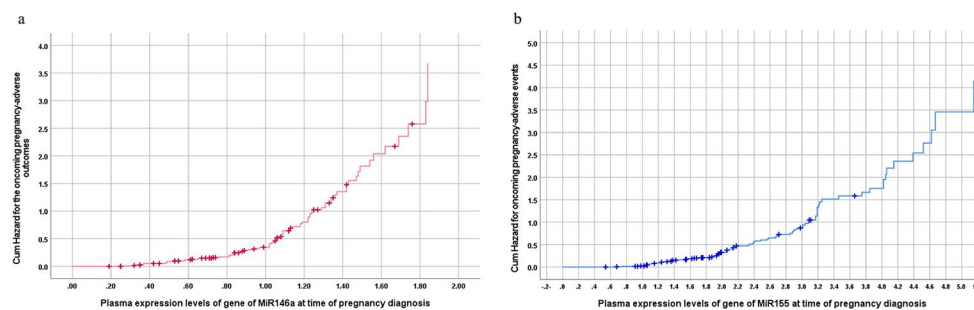 a
4.0
3.5
3.0
2.5
2.0
1.5
1.0
0.5
0.0
Cum Hazard for the oncoming pregnancy-adverse
outcomes
.00 .20 .40 .60 .80 1.00 1.20 1.40 1.60 1.80 2.00
Plasma expression levels of gene of MiR146a at time of pregnancy diagnosis
b
5.0
4.5
4.0
3.5
3.0
2.5
2.0
1.5
1.0
0.5
0.0
Cum Hazard for oncoming pregnancy-adverse events
-.2 .0 .2 .4 .6 .8 1.0 1.2 1.4 1.6 1.8 2.0 2.2 2.4 2.6 2.8 3.0 3.2 3.4 3.6 3.8 4.0 4.2 4.4 4.6 4.8 5.0
Plasma expression levels of gene of MiR155 at time of pregnancy diagnosis